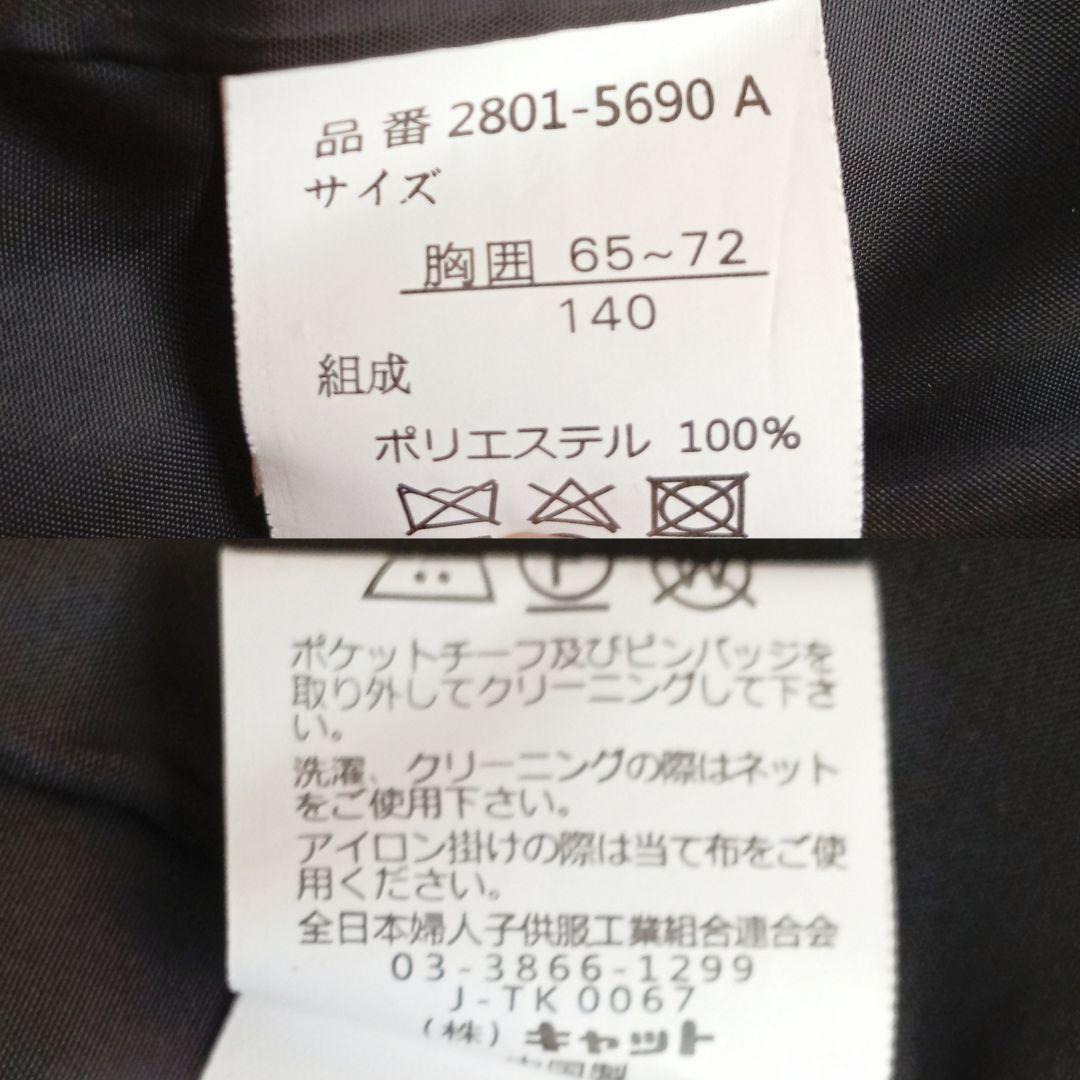 品番 2801-5690 A
サイズ
胸囲 65~72
140
組成
ポリエステル 100%
P
W
ポケットチーフ及びピンバッジを
取り外してクリーニングして下さ
い。
洗濯、クリーニングの際はネット
をご使用下さい。
アイロン掛けの際は当て布をご使
用ください。
全日本婦人子供服工業組合連合会
03-3866-1299
J-TK0067
(株)キャット
中国製